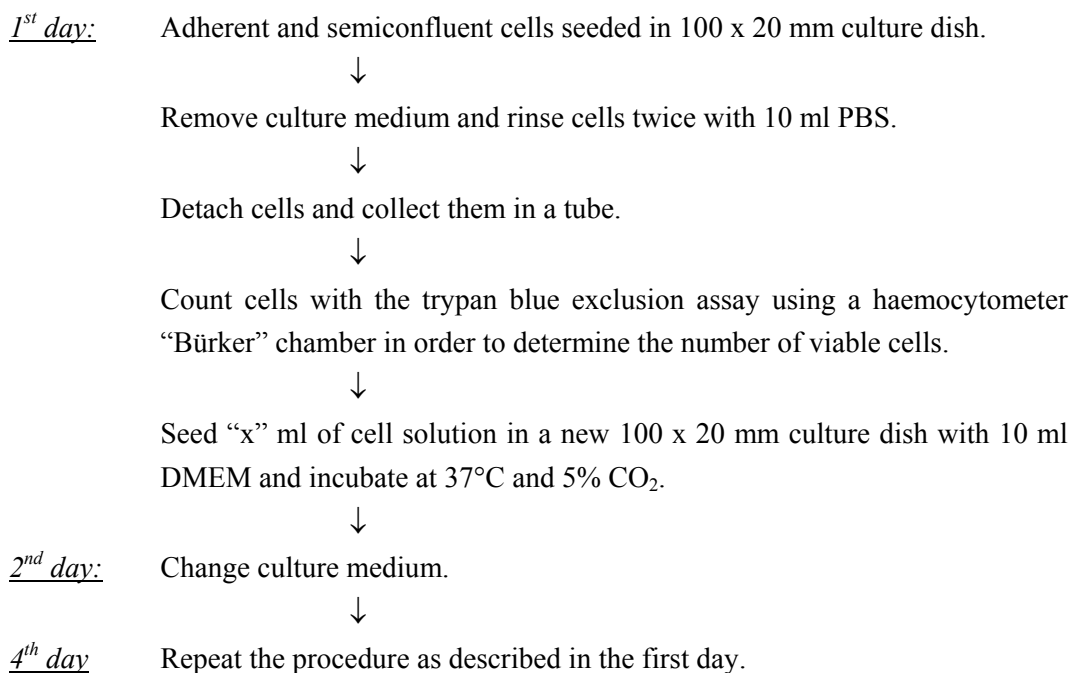 1st day: Adherent and semiconfluent cells seeded in 100 x 20 mm culture dish.
↓
Remove culture medium and rinse cells twice with 10 ml PBS.
↓
Detach cells and collect them in a tube.
↓
Count cells with the trypan blue exclusion assay using a haemocytometer
“Bürker” chamber in order to determine the number of viable cells.
↓
Seed “x” ml of cell solution in a new 100 x 20 mm culture dish with 10 ml
DMEM and incubate at 37°C and 5% CO₂.
↓
2nd day: Change culture medium.
↓
4th day Repeat the procedure as described in the first day.